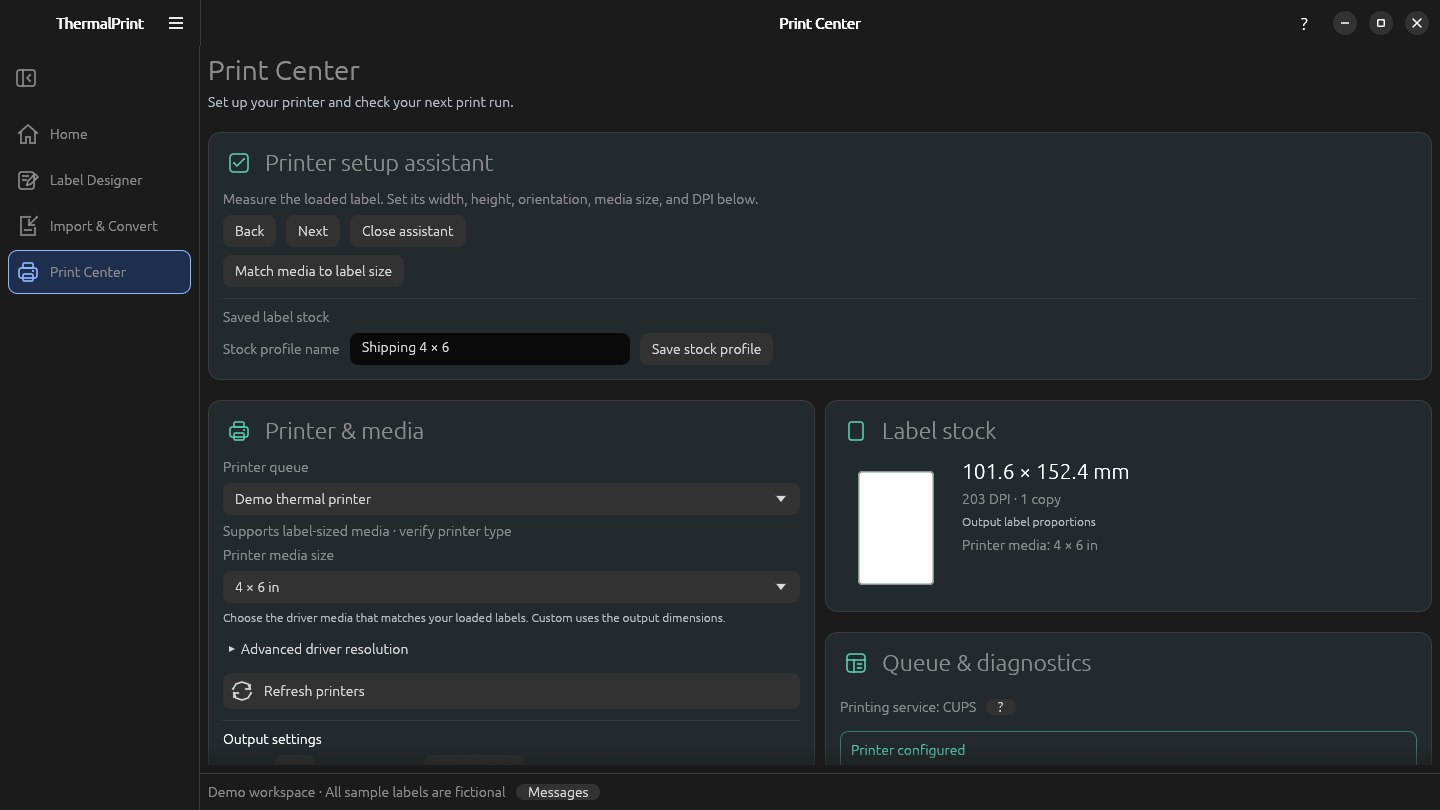 ThermalPrint
Print Center
?
Home
Label Designer
Import & Convert
Print Center
Print Center
Set up your printer and check your next print run.
Printer setup assistant
Measure the loaded label. Set its width, height, orientation, media size, and DPI below.
Back Next Close assistant
Match media to label size
Saved label stock
Stock profile name Shipping 4 × 6 Save stock profile
Printer & media
Printer queue
Demo thermal printer
Supports label-sized media · verify printer type
Printer media size
4 × 6 in
Choose the driver media that matches your loaded labels. Custom uses the output dimensions.
Advanced driver resolution
Refresh printers
Output settings
Label stock
101.6 × 152.4 mm
203 DPI · 1 copy
Output label proportions
Printer media: 4 × 6 in
Queue & diagnostics
Printing service: CUPS ?
Printer configured
Demo workspace · All sample labels are fictional Messages